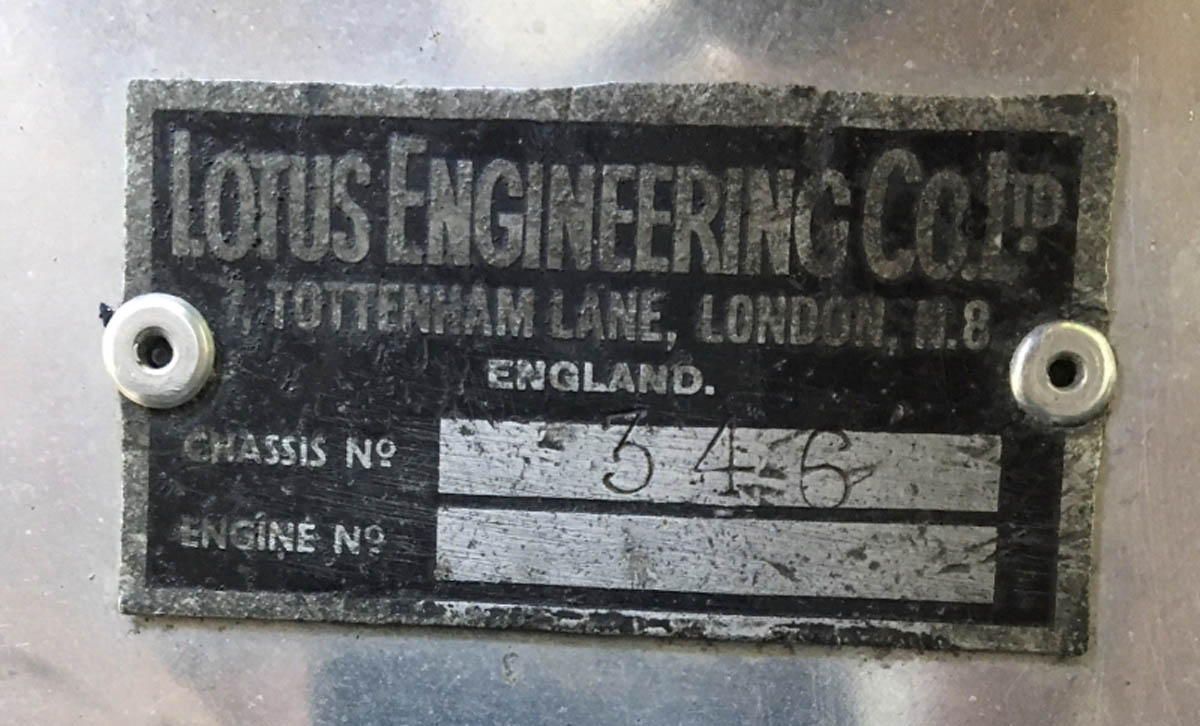 LOTUS ENGINEERING CO. LTD
7, TOTTENHAM LANE, LONDON, N.8
ENGLAND.
CHASSIS Nº 346
ENGINE Nº